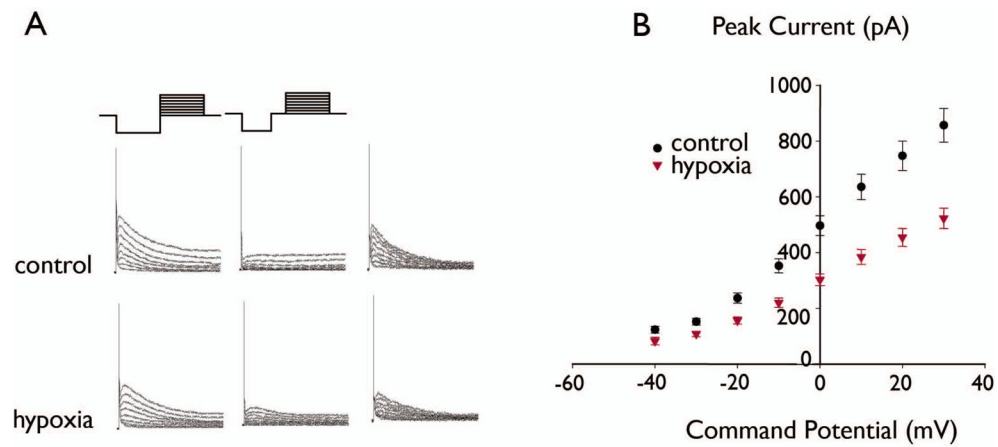 A
control
hypoxia
B
Peak Current (pA)
control
hypoxia
1000
800
600
400
200
0
-60
-40
-20
0
20
40
Command Potential (mV)